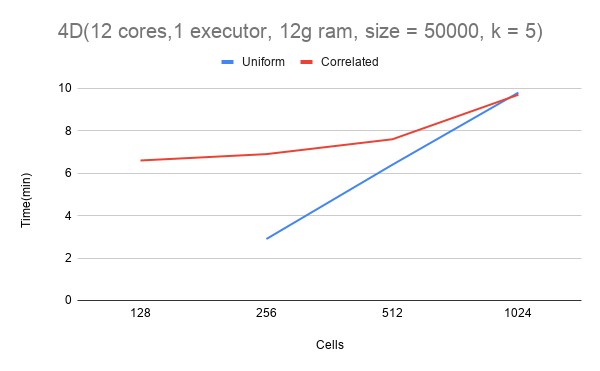 4D(12 cores,1 executor, 12g ram, size = 50000, k = 5)
Uniform Correlated
10
8
6
4
2
0
Time(min)
128 256 512 1024
Cells